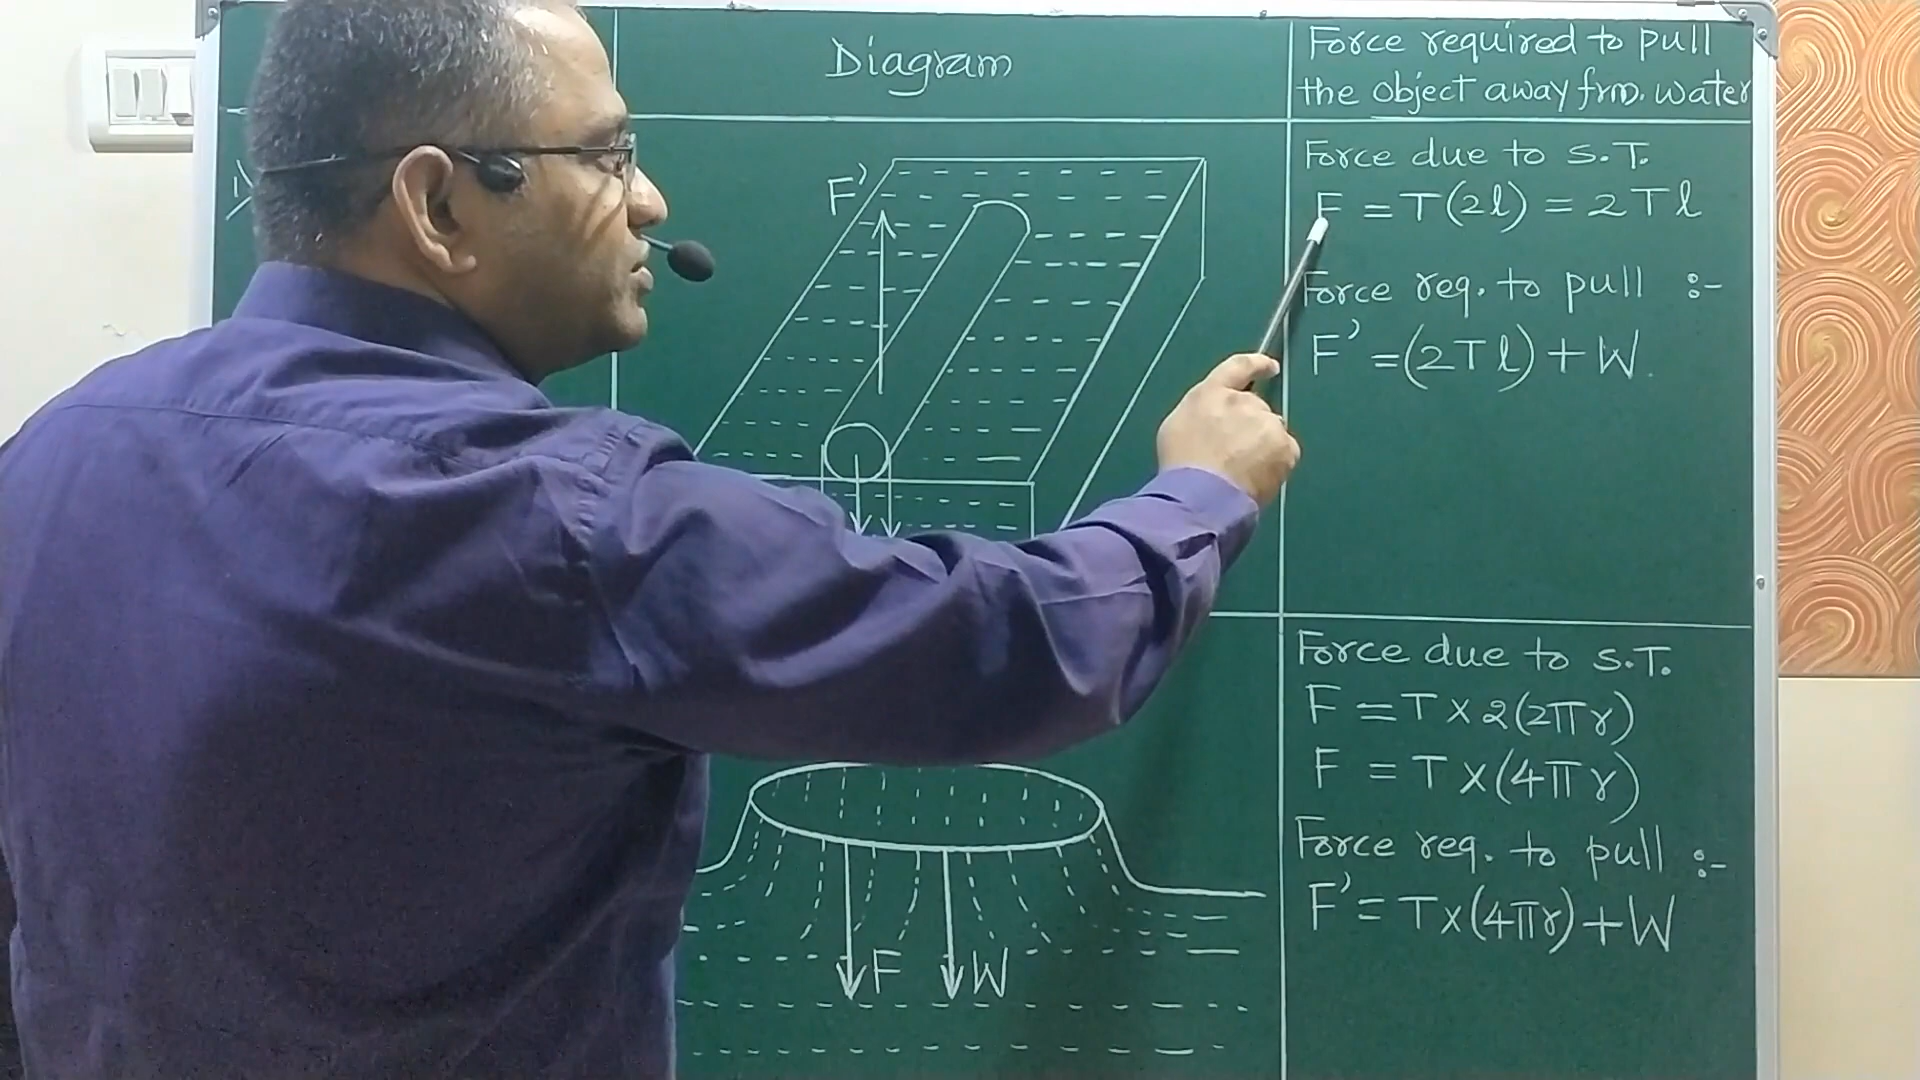 Diagram
Force required to pull
the object away frm. water
1)
F'
Force due to S.T.
F = T(2l) = 2Tl
Force req. to pull :-
F' = (2Tl) + W
Force due to S.T.
F = T x 2(2πr)
F = T x (4πr)
Force req. to pull :-
F' = T x (4πr) + W
F
W